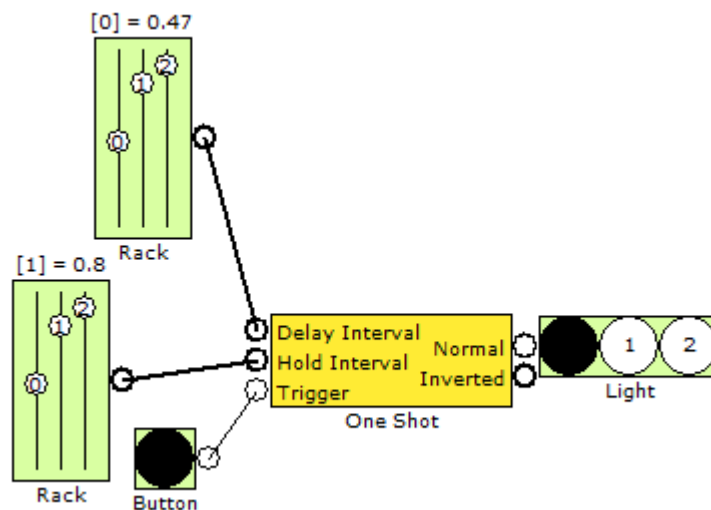 [0] = 0.47
0 1 2
Rack
[1] = 0.8
0 1 2
Rack
Delay Interval
Hold Interval
Trigger
Normal
Inverted
One Shot
Button
1 2
Light